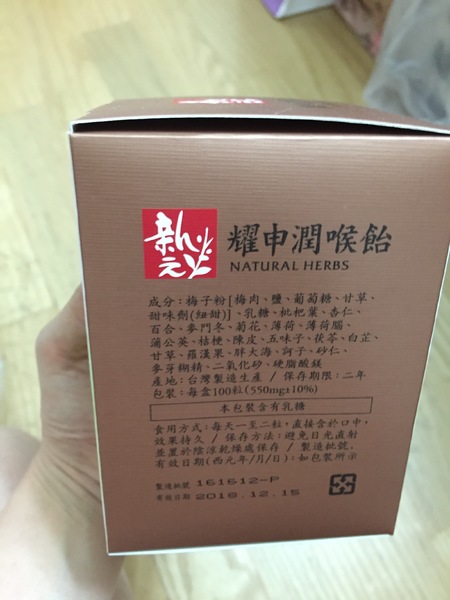 新元
耀申潤喉飴
NATURAL HERBS
成分：梅子粉[梅肉、鹽、葡萄糖、甘草、
甜味劑(紐甜)]、乳糖、枇杷葉、杏仁、
百合、麥門冬、菊花、薄荷、薄荷腦、
蒲公英、桔梗、陳皮、五味子、茯苓、白芷、
甘草、羅漢果、胖大海、訶子、砂仁、
麥芽糊精、二氧化矽、硬脂酸鎂
產地：台灣製造生產 / 保存期限：二年
包裝：每盒100粒(550mg±10%)
本包裝含有乳糖
食用方式：每天一至二粒，直接含於口中，
效果持久 / 保存方法：避免日光直射
並置於陰涼乾燥處保存 / 製造批號、
有效日期(西元年/月/日)：如包裝所示
製造批號 161612-P
有效日期 2018.12.15